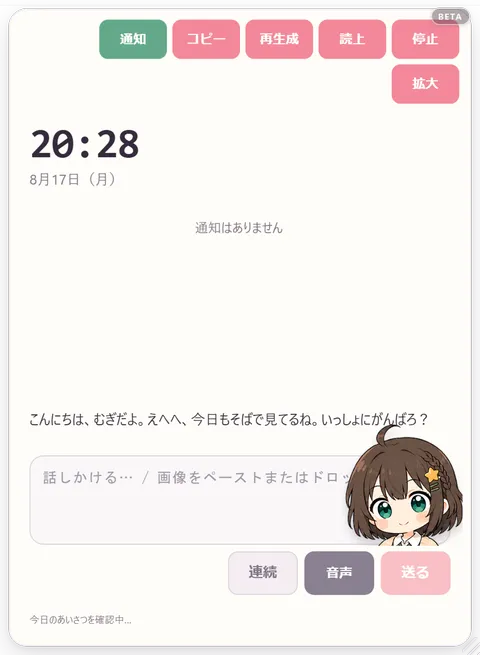 BETA
通知 コピー 再生成 読上 停止
拡大
20:28
8月17日（月）
通知はありません
こんにちは、むぎだよ。えへへ、今日もそばで見てるね。いっしょにがんばろ？
話しかける… / 画像をペーストまたはドロッ
連続 音声 送る
今日のあいさつを確認中...